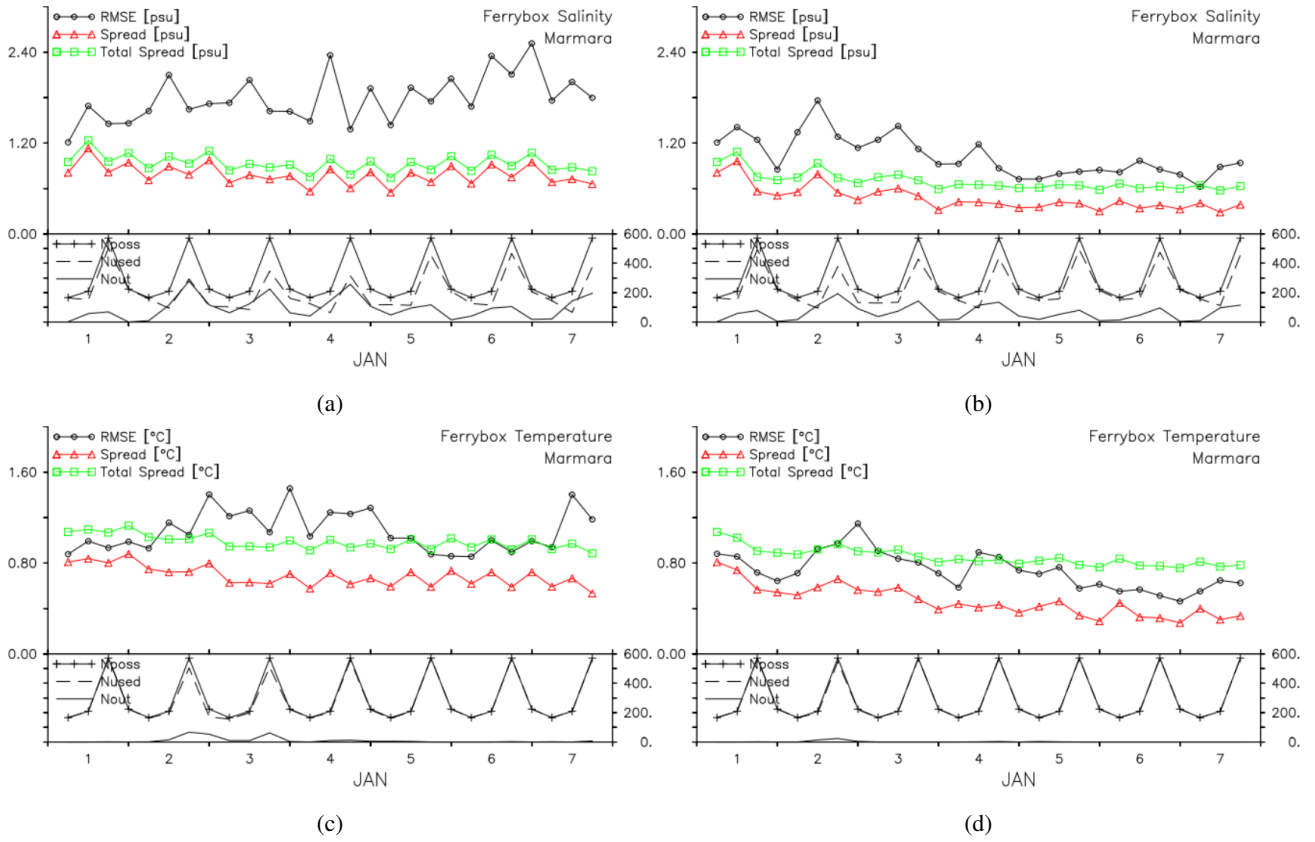 RMSE [psu]
Spread [psu]
Total Spread [psu]
Ferrybox Salinity
Marmara
2.40
1.20
0.00
Nposs
Nused
Nout
600.
400.
200.
0.
1 2 3 4 5 6 7
JAN
(a)
RMSE [psu]
Spread [psu]
Total Spread [psu]
Ferrybox Salinity
Marmara
2.40
1.20
0.00
Nposs
Nused
Nout
600.
400.
200.
0.
1 2 3 4 5 6 7
JAN
(b)
RMSE [°C]
Spread [°C]
Total Spread [°C]
Ferrybox Temperature
Marmara
1.60
0.80
0.00
Nposs
Nused
Nout
600.
400.
200.
0.
1 2 3 4 5 6 7
JAN
(c)
RMSE [°C]
Spread [°C]
Total Spread [°C]
Ferrybox Temperature
Marmara
1.60
0.80
0.00
Nposs
Nused
Nout
600.
400.
200.
0.
1 2 3 4 5 6 7
JAN
(d)